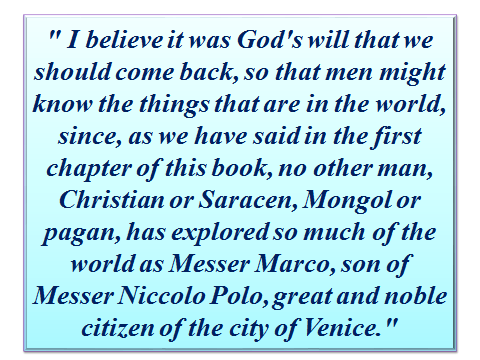 " I believe it was God's will that we
should come back, so that men might
know the things that are in the world,
since, as we have said in the first
chapter of this book, no other man,
Christian or Saracen, Mongol or
pagan, has explored so much of the
world as Messer Marco, son of
Messer Niccolo Polo, great and noble
citizen of the city of Venice."